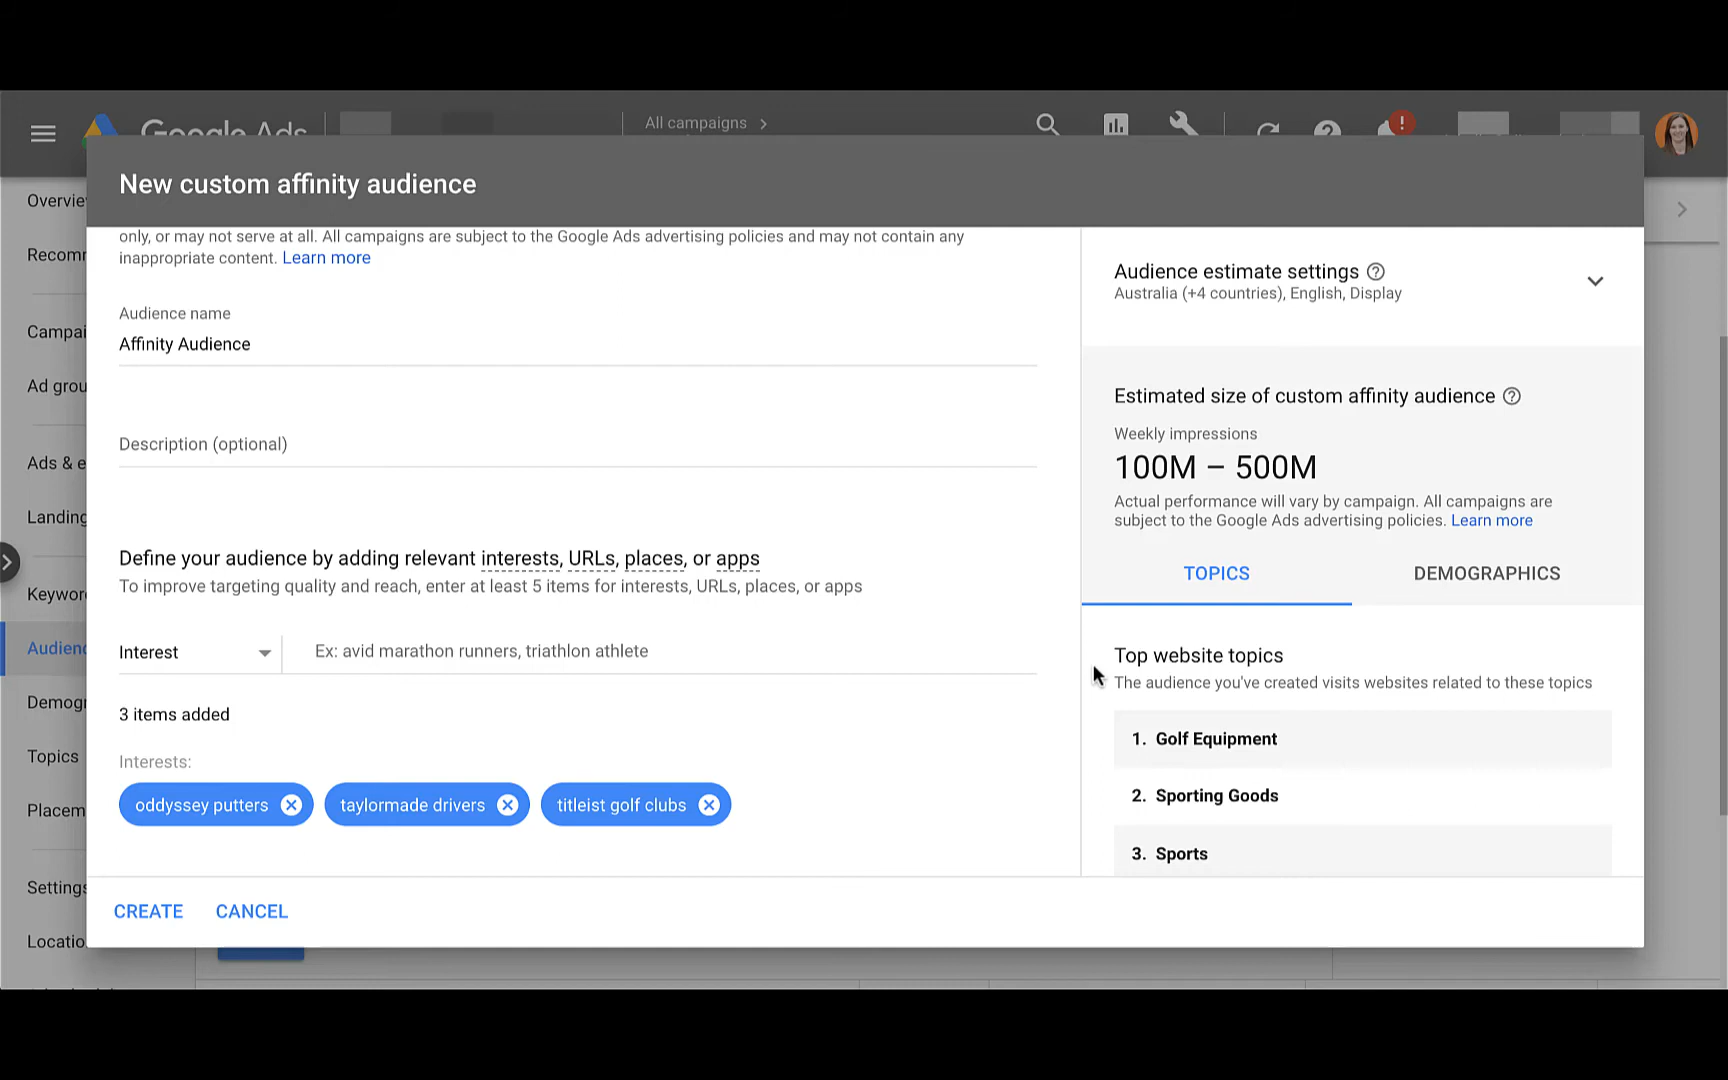 Google Ads
All campaigns
New custom affinity audience
Overvie
Recomm
Campai
Ad grou
Ads & e
Landing
Keywor
Audienc
Demogr
Topics
Placem
Settings
Locatio
only, or may not serve at all. All campaigns are subject to the Google Ads advertising policies and may not contain any
inappropriate content. Learn more
Audience name
Affinity Audience
Description (optional)
Define your audience by adding relevant interests, URLs, places, or apps
To improve targeting quality and reach, enter at least 5 items for interests, URLs, places, or apps
Interest
Ex: avid marathon runners, triathlon athlete
3 items added
Interests:
oddyssey putters
taylormade drivers
titleist golf clubs
CREATE
CANCEL
Audience estimate settings
Australia (+4 countries), English, Display
Estimated size of custom affinity audience
Weekly impressions
100M – 500M
Actual performance will vary by campaign. All campaigns are
subject to the Google Ads advertising policies. Learn more
TOPICS
DEMOGRAPHICS
Top website topics
The audience you've created visits websites related to these topics
1. Golf Equipment
2. Sporting Goods
3. Sports